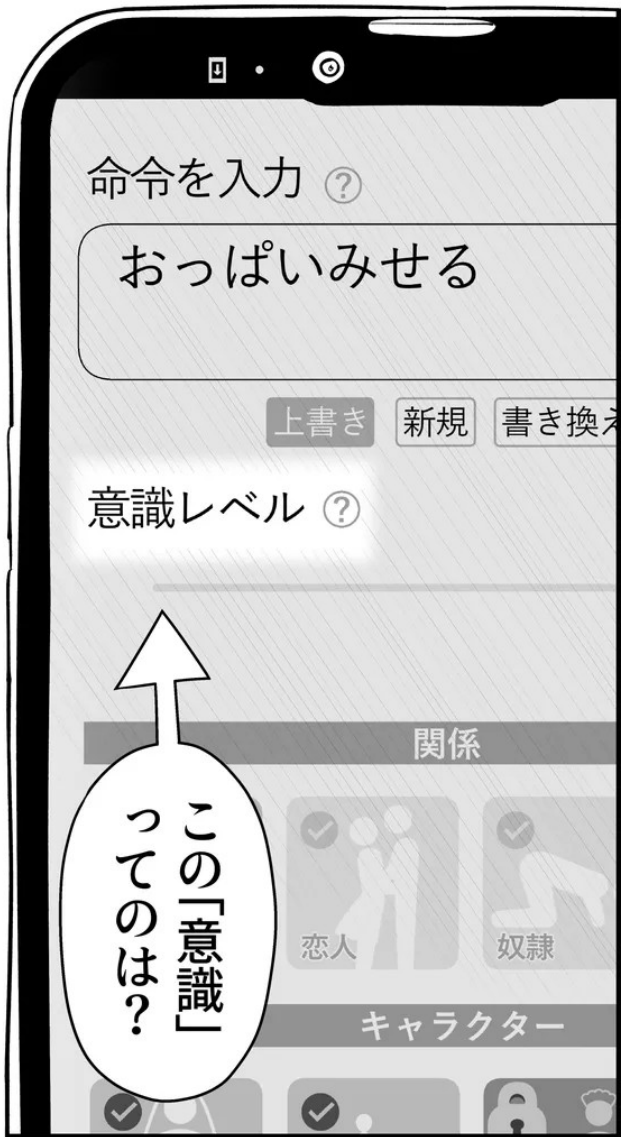 命令を入力 ?
おっぱいみせる
上書き 新規 書き換え
意識レベル ?
関係
この「意識」
ってのは?
恋人 奴隷
キャラクター